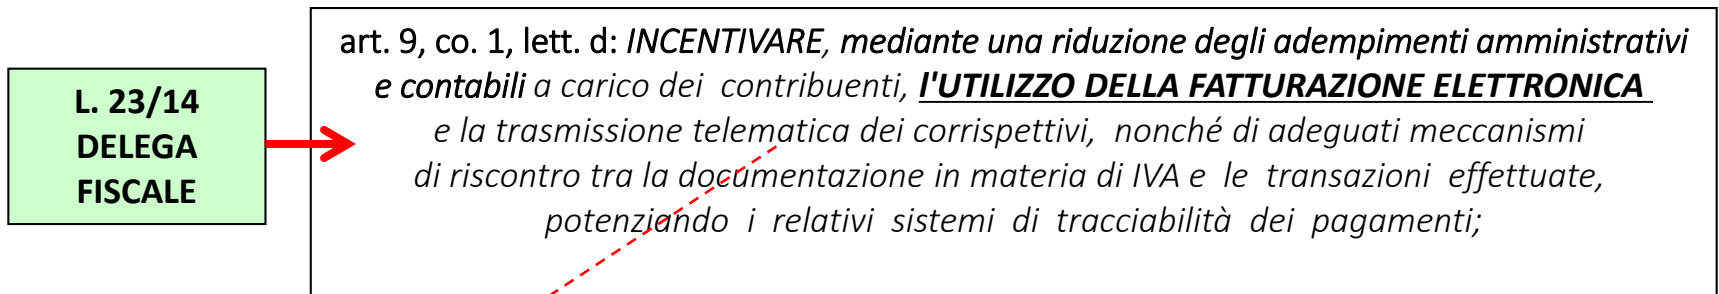 L. 23/14
DELEGA
FISCALE
art. 9, co. 1, lett. d: INCENTIVARE, mediante una riduzione degli adempimenti amministrativi
e contabili a carico dei contribuenti, l'UTILIZZO DELLA FATTURAZIONE ELETTRONICA
e la trasmissione telematica dei corrispettivi, nonché di adeguati meccanismi
di riscontro tra la documentazione in materia di IVA e le transazioni effettuate,
potenziando i relativi sistemi di tracciabilità dei pagamenti;